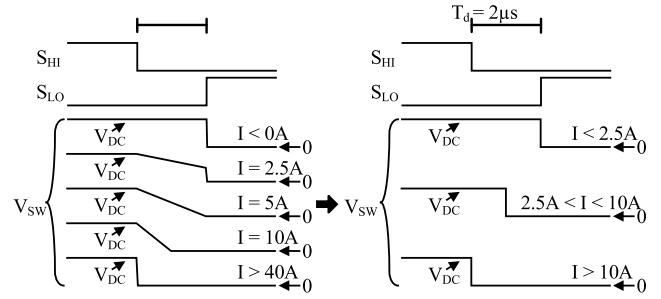 T_d = 2µs
S_HI
S_LO
V_SW
V_DC
I < 0A
0
V_DC
I = 2.5A
0
V_DC
I = 5A
0
V_DC
I = 10A
0
V_DC
I > 40A
0
S_HI
S_LO
V_SW
V_DC
I < 2.5A
0
V_DC
2.5A < I < 10A
0
V_DC
I > 10A
0